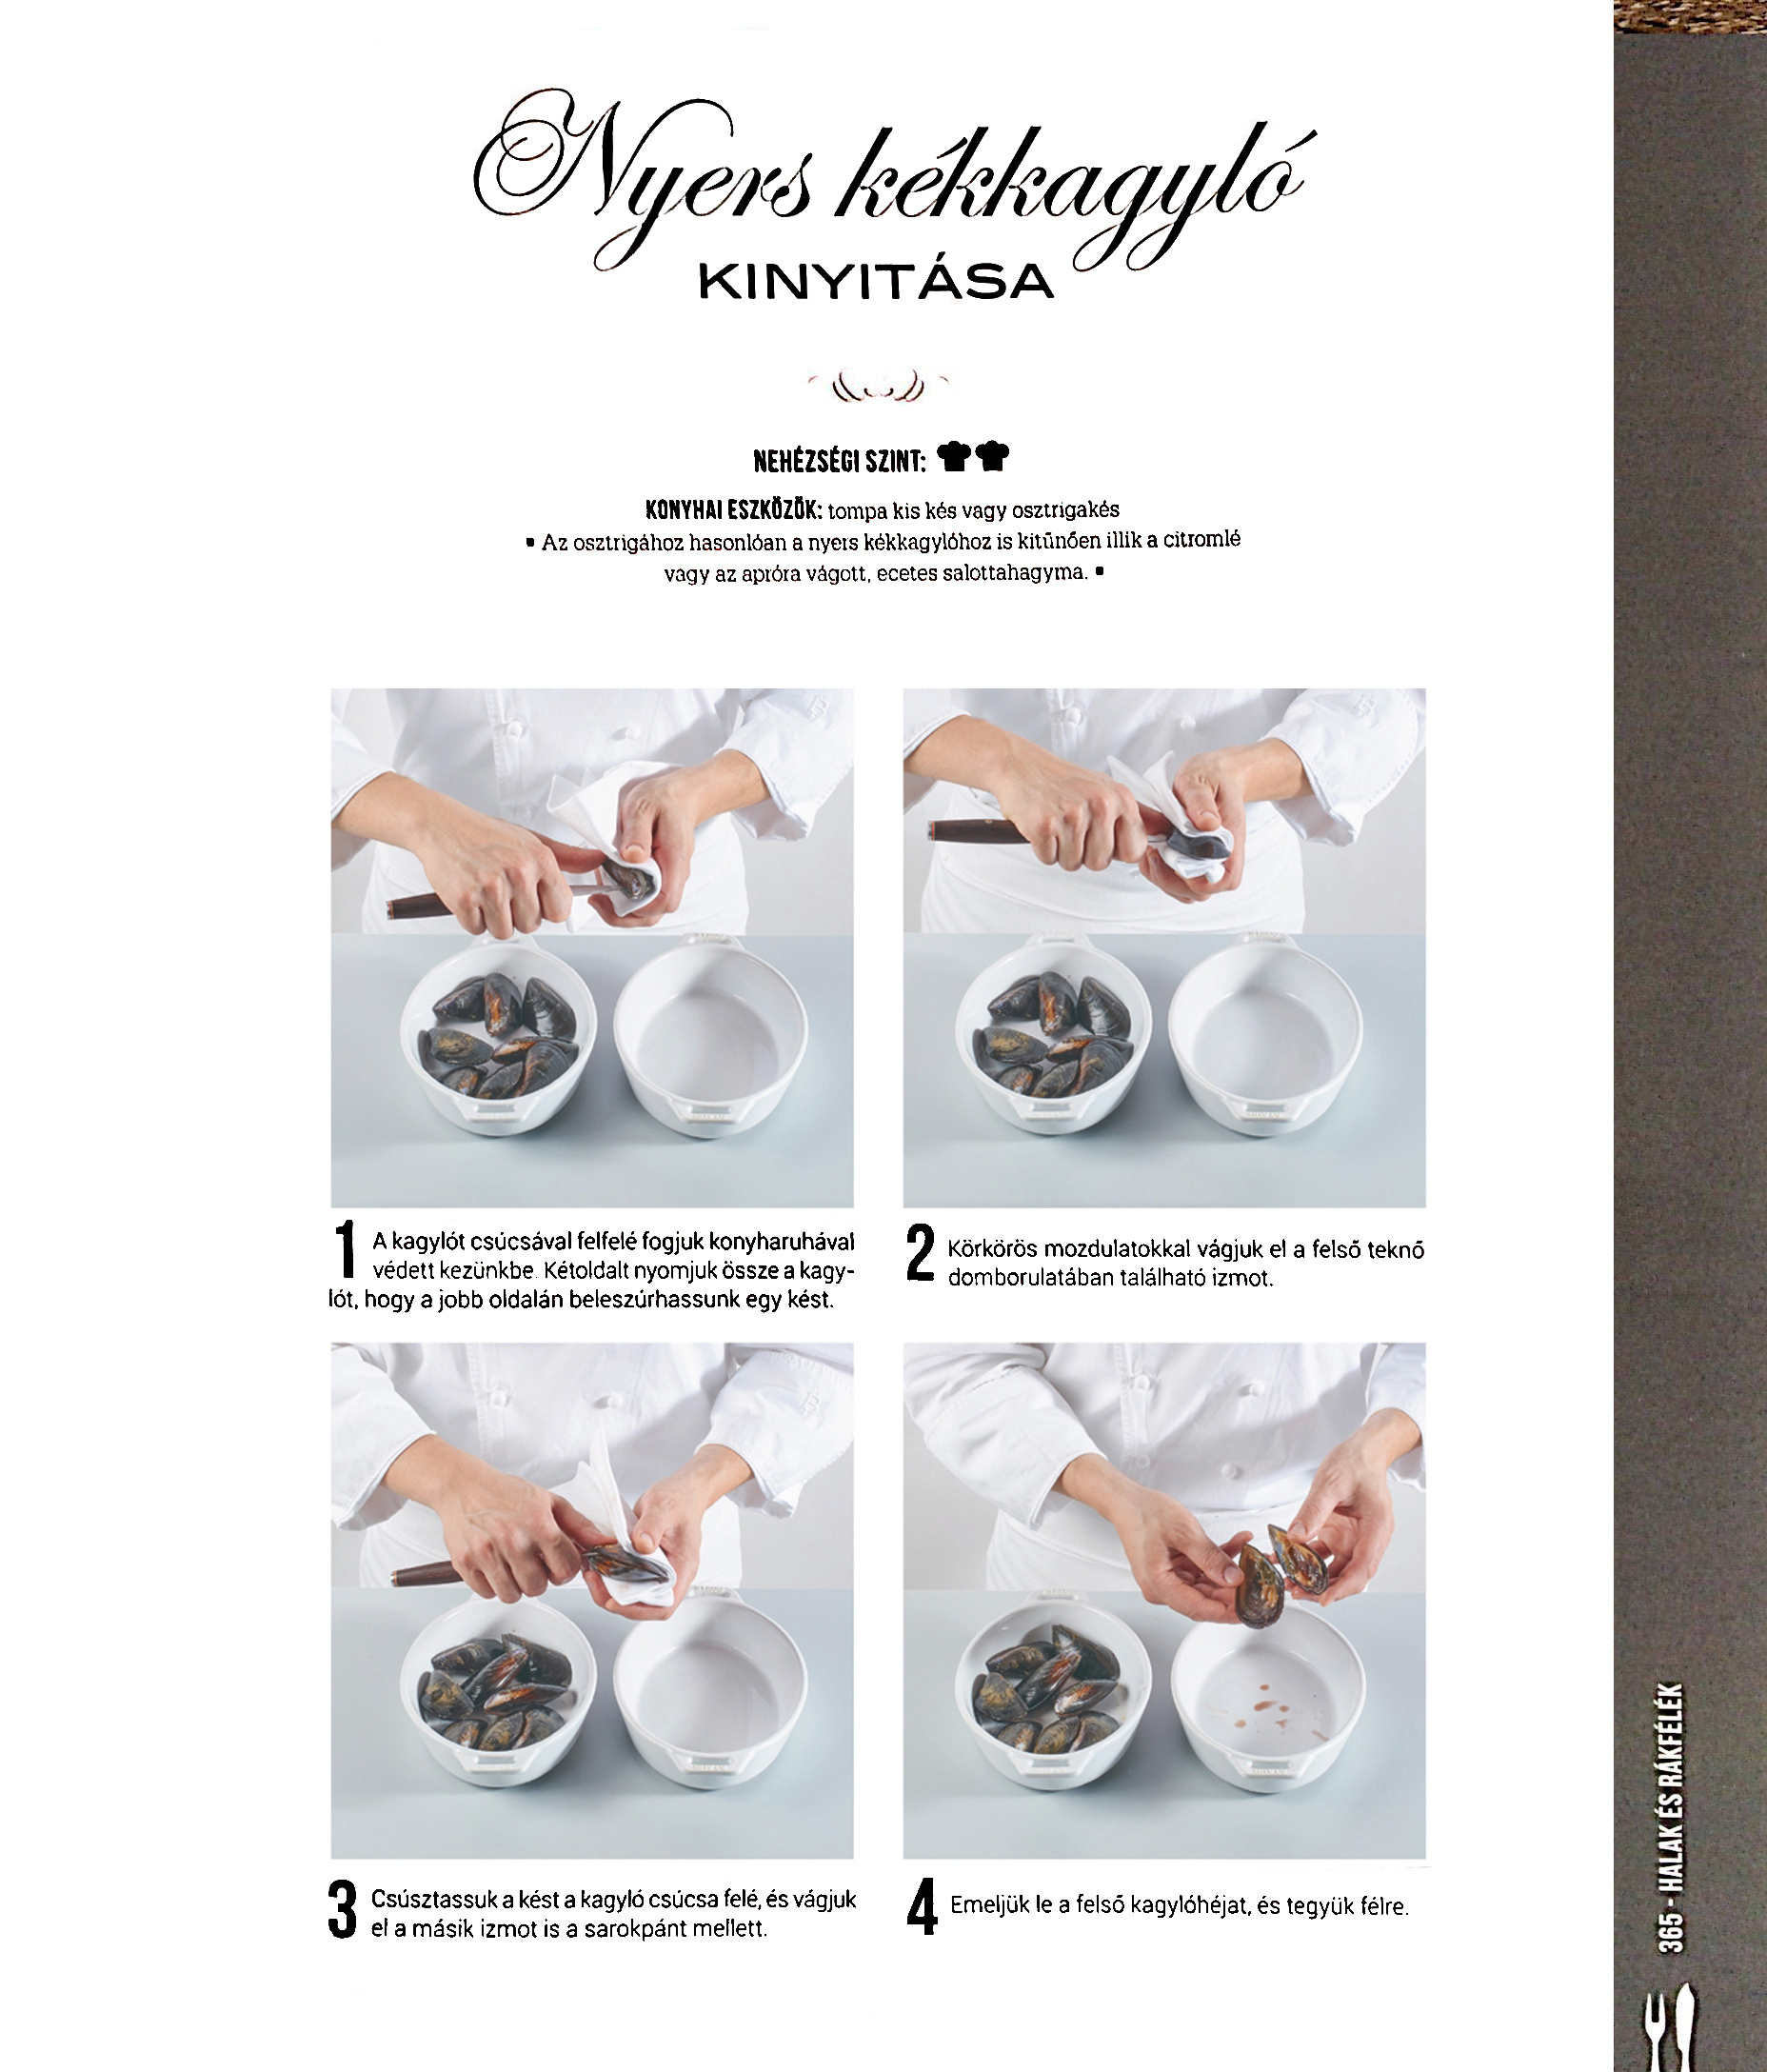 Nyers kékkagyló
KINYITÁSA
NEHÉZSÉGI SZINT:
KONYHAI ESZKÖZÖK: tompa kis kés vagy osztrigakés
▪ Az osztrigához hasonlóan a nyers kékkagylóhoz is kitűnően illik a citromlé
vagy az apróra vágott, ecetes salottahagyma. ▪
1 A kagylót csúcsával felfelé fogjuk konyharuhával
védett kezünkbe. Kétoldalt nyomjuk össze a kagy-
lót, hogy a jobb oldalán beleszúrhassunk egy kést.
2 Körkörös mozdulatokkal vágjuk el a felső teknő
domborulatában található izmot.
3 Csúsztassuk a kést a kagyló csúcsa felé, és vágjuk
el a másik izmot is a sarokpánt mellett.
4 Emeljük le a felső kagylóhéjat, és tegyük félre.
365 • HALAK ÉS RÁKFÉLÉK